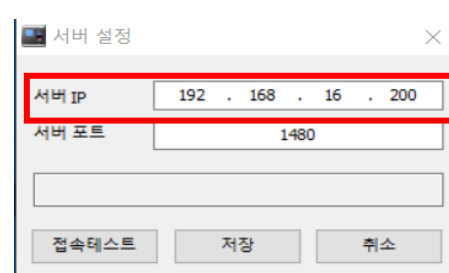 서버 설정
서버 IP 192 . 168 . 16 . 200
서버 포트 1480
접속테스트 저장 취소